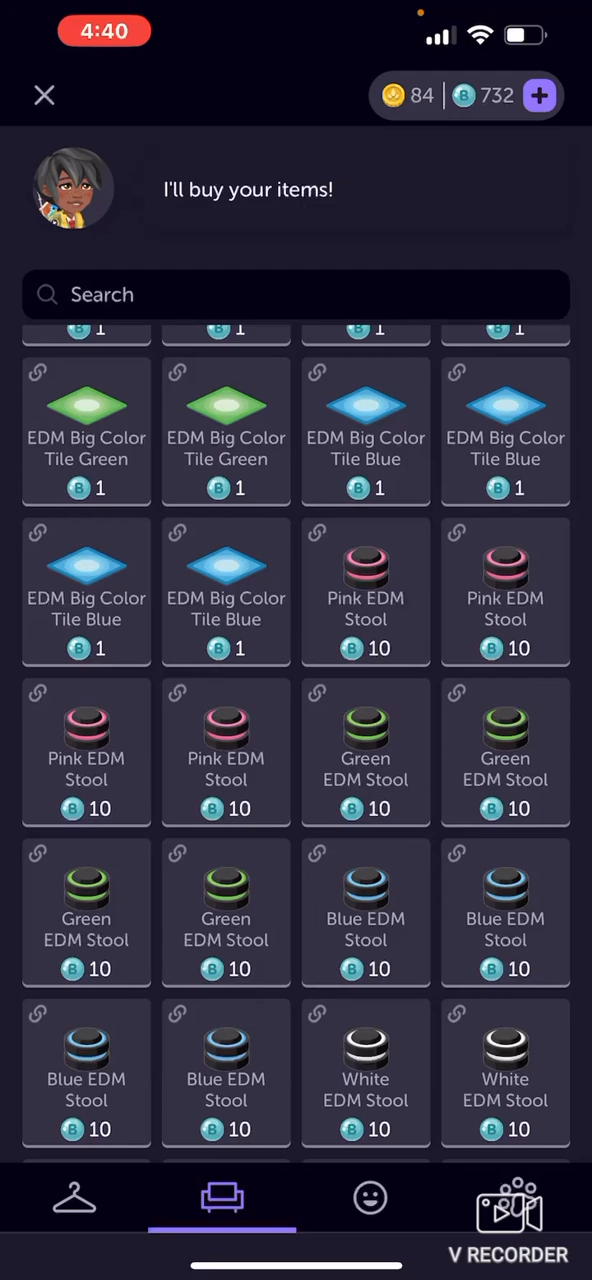 4:40
84 | B 732 +
I'll buy your items!
Search
B 1 B 1 B 1 B 1
EDM Big Color EDM Big Color EDM Big Color EDM Big Color
Tile Green Tile Green Tile Blue Tile Blue
B 1 B 1 B 1 B 1
EDM Big Color EDM Big Color Pink EDM Pink EDM
Tile Blue Tile Blue Stool Stool
B 1 B 1 B 10 B 10
Pink EDM Pink EDM Green Green
Stool Stool EDM Stool EDM Stool
B 10 B 10 B 10 B 10
Green Green Blue EDM Blue EDM
EDM Stool EDM Stool Stool Stool
B 10 B 10 B 10 B 10
Blue EDM Blue EDM White White
Stool Stool EDM Stool EDM Stool
B 10 B 10 B 10 B 10
V RECORDER